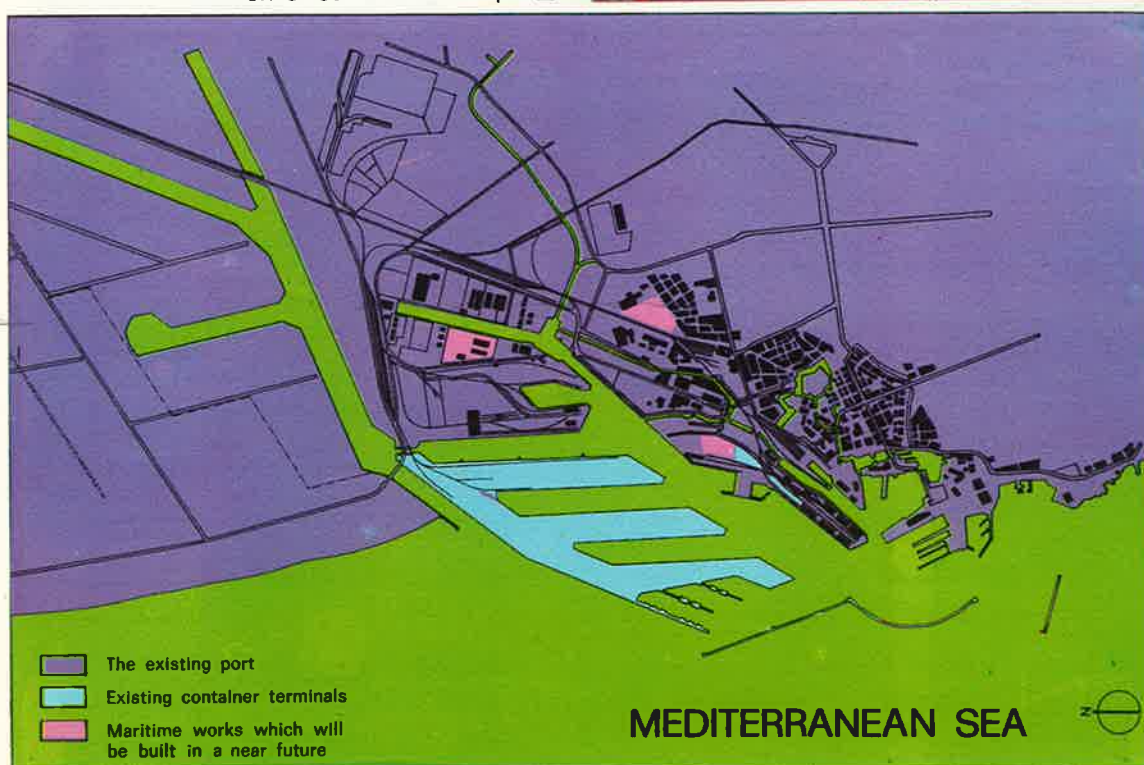 The existing port
Existing container terminals
Maritime works which will
be built in a near future
MEDITERRANEAN SEA
N